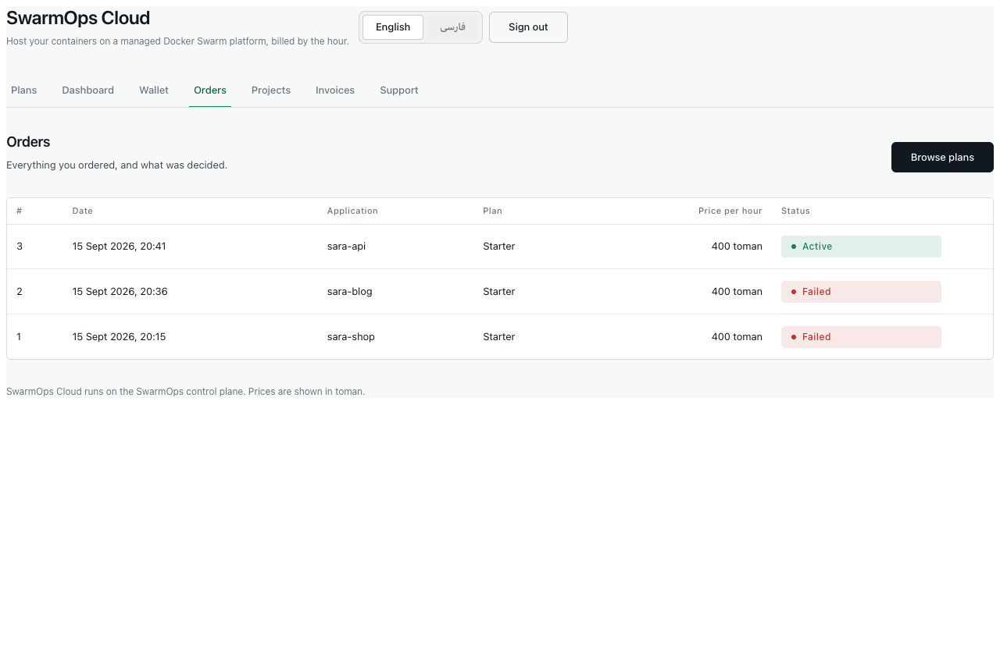 SwarmOps Cloud
Host your containers on a managed Docker Swarm platform, billed by the hour.
English فارسی Sign out
Plans Dashboard Wallet Orders Projects Invoices Support
Orders
Everything you ordered, and what was decided.
Browse plans
# Date Application Plan Price per hour Status
3 15 Sept 2026, 20:41 sara-api Starter 400 toman Active
2 15 Sept 2026, 20:36 sara-blog Starter 400 toman Failed
1 15 Sept 2026, 20:15 sara-shop Starter 400 toman Failed
SwarmOps Cloud runs on the SwarmOps control plane. Prices are shown in toman.